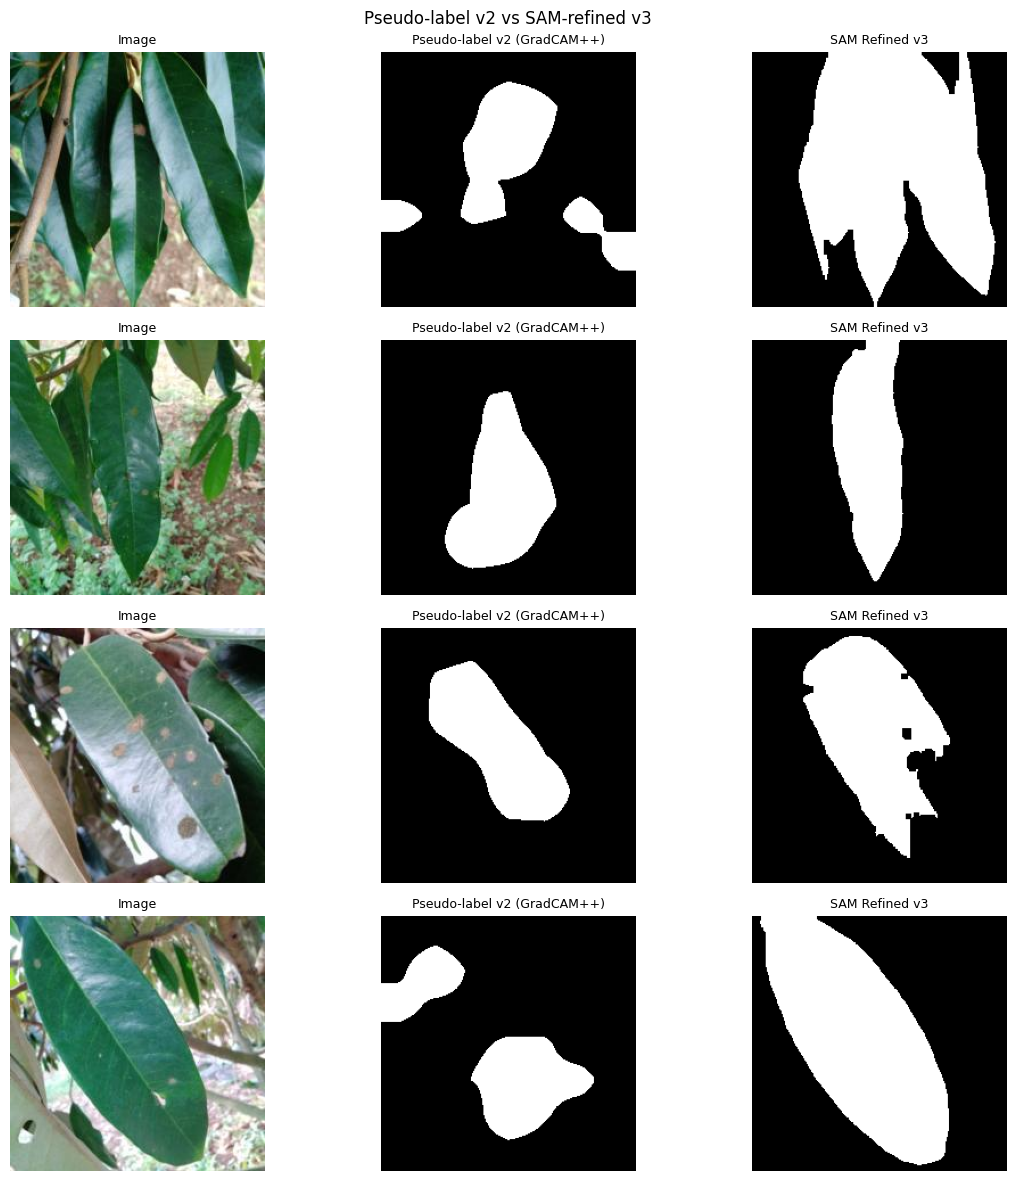 Pseudo-label v2 vs SAM-refined v3
Image
Pseudo-label v2 (GradCAM++)
SAM Refined v3
Image
Pseudo-label v2 (GradCAM++)
SAM Refined v3
Image
Pseudo-label v2 (GradCAM++)
SAM Refined v3
Image
Pseudo-label v2 (GradCAM++)
SAM Refined v3